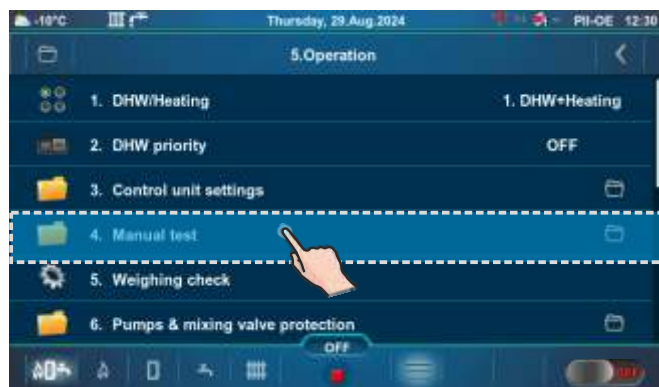 -10°C Thursday, 29.Aug.2024 PII-OE 12:30
5.Operation
1. DHW/Heating 1. DHW+Heating
2. DHW priority OFF
3. Control unit settings
4. Manual test
5. Weighing check
6. Pumps & mixing valve protection
OFF
OFF